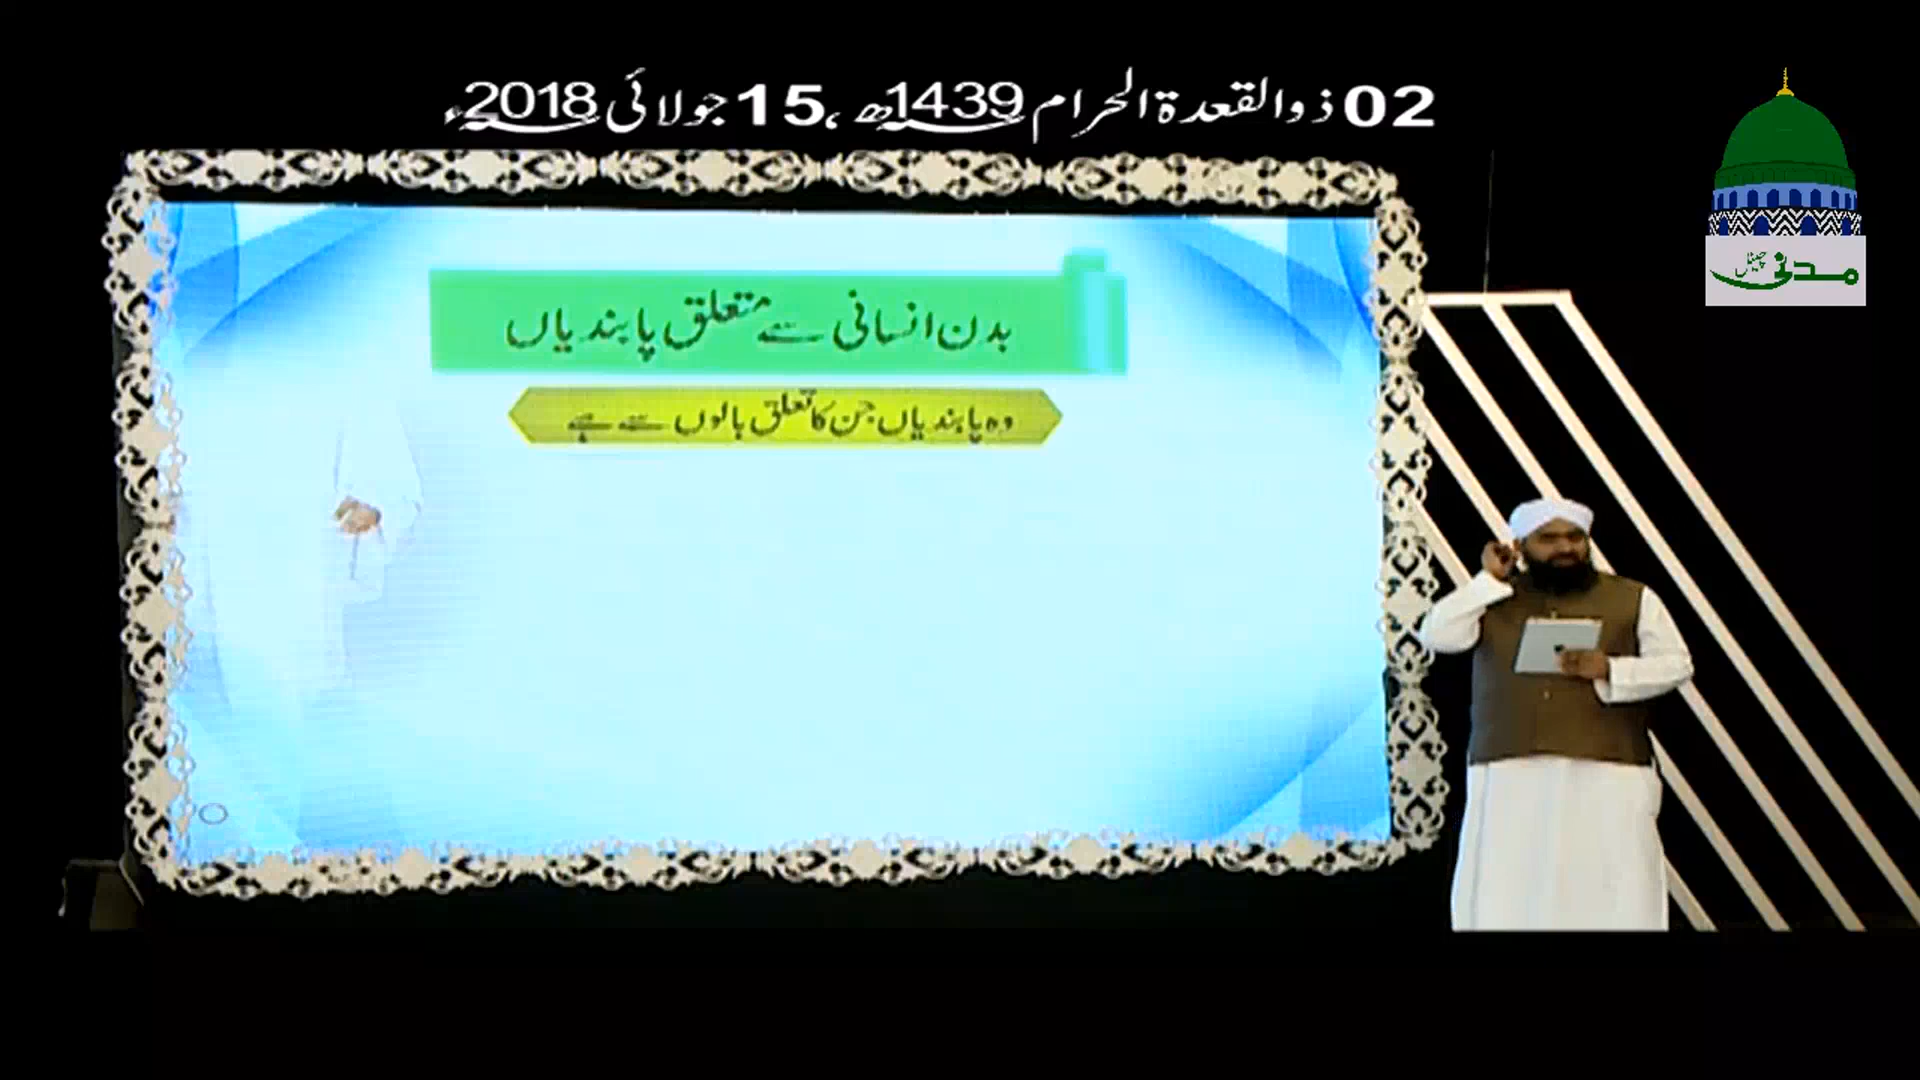 02 ذوالقعدۃ الحرام 1439ھ، 15 جولائی 2018ء
مدنی چینل
بدن انسانی سے متعلق پابندیاں
وہ پابندیاں جن کا تعلق بالوں سے ہے